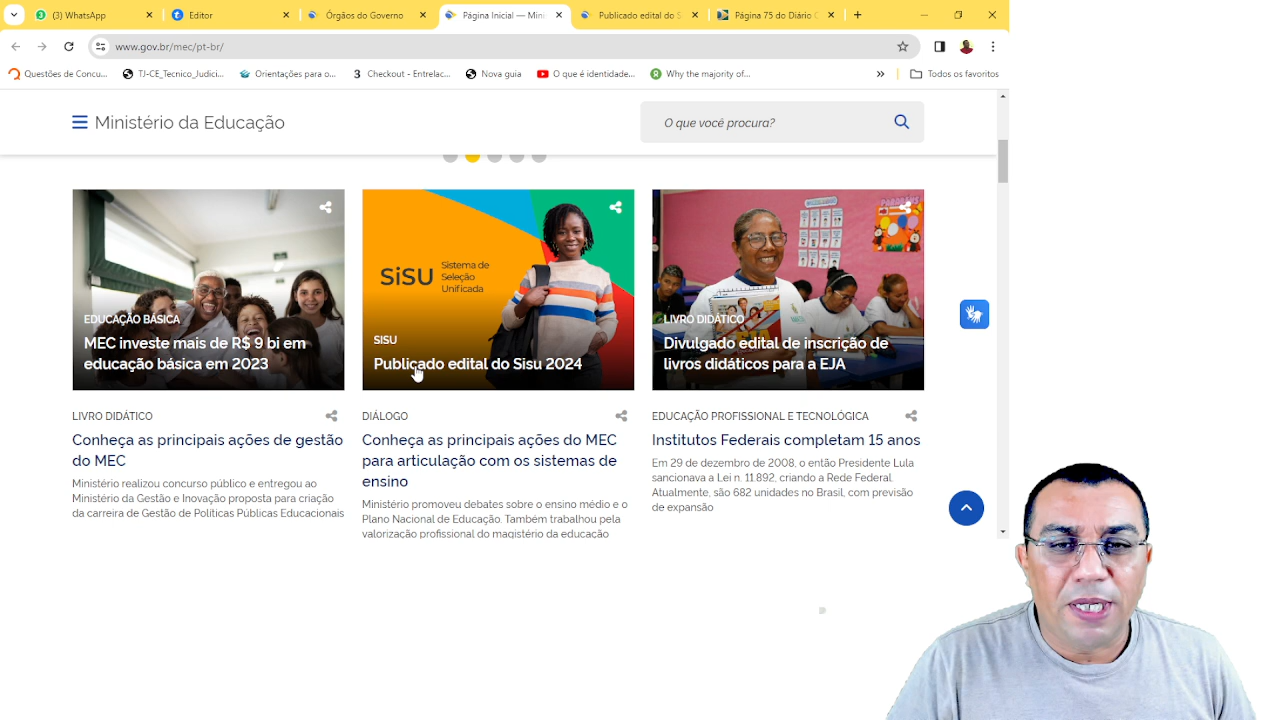 (3) WhatsApp
Editor
Órgãos do Governo
Página Inicial — Mini
Publicado edital do S
Página 75 do Diário O
www.gov.br/mec/pt-br/
Questões de Concu...
TJ-CE_Tecnico_Judici...
Orientações para o...
Checkout - Entrelac...
Nova guia
O que é identidade...
Why the majority of...
Todos os favoritos
Ministério da Educação
O que você procura?
EDUCAÇÃO BÁSICA
MEC investe mais de R$ 9 bi em
educação básica em 2023
SiSU
Sistema de
Seleção
Unificada
SISU
Publicado edital do Sisu 2024
LIVRO DIDÁTICO
Divulgado edital de inscrição de
livros didáticos para a EJA
LIVRO DIDÁTICO
Conheça as principais ações de gestão
do MEC
Ministério realizou concurso público e entregou ao
Ministério da Gestão e Inovação proposta para criação
da carreira de Gestão de Políticas Públicas Educacionais
DIÁLOGO
Conheça as principais ações do MEC
para articulação com os sistemas de
ensino
Ministério promoveu debates sobre o ensino médio e o
Plano Nacional de Educação. Também trabalhou pela
valorização profissional do magistério da educação
EDUCAÇÃO PROFISSIONAL E TECNOLÓGICA
Institutos Federais completam 15 anos
Em 29 de dezembro de 2008, o então Presidente Lula
sancionava a Lei n. 11.892, criando a Rede Federal.
Atualmente, são 682 unidades no Brasil, com previsão
de expansão